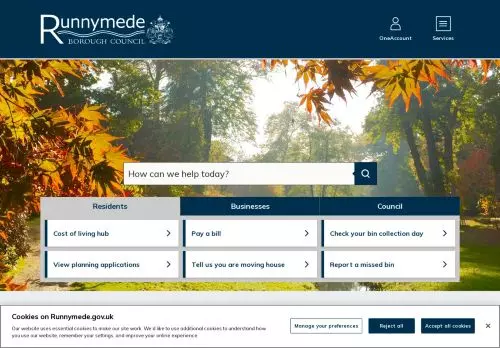 Runnymede
BOROUGH COUNCIL
OneAccount
Services
How can we help today?
Residents
Businesses
Council
Cost of living hub
Pay a bill
Check your bin collection day
View planning applications
Tell us you are moving house
Report a missed bin
Cookies on Runnymede.gov.uk
Our website uses essential cookies to make our site work. We'd like to use additional cookies to understand how
you use our website, remember your settings, and improve your online experience.
Manage your preferences
Reject all
Accept all cookies